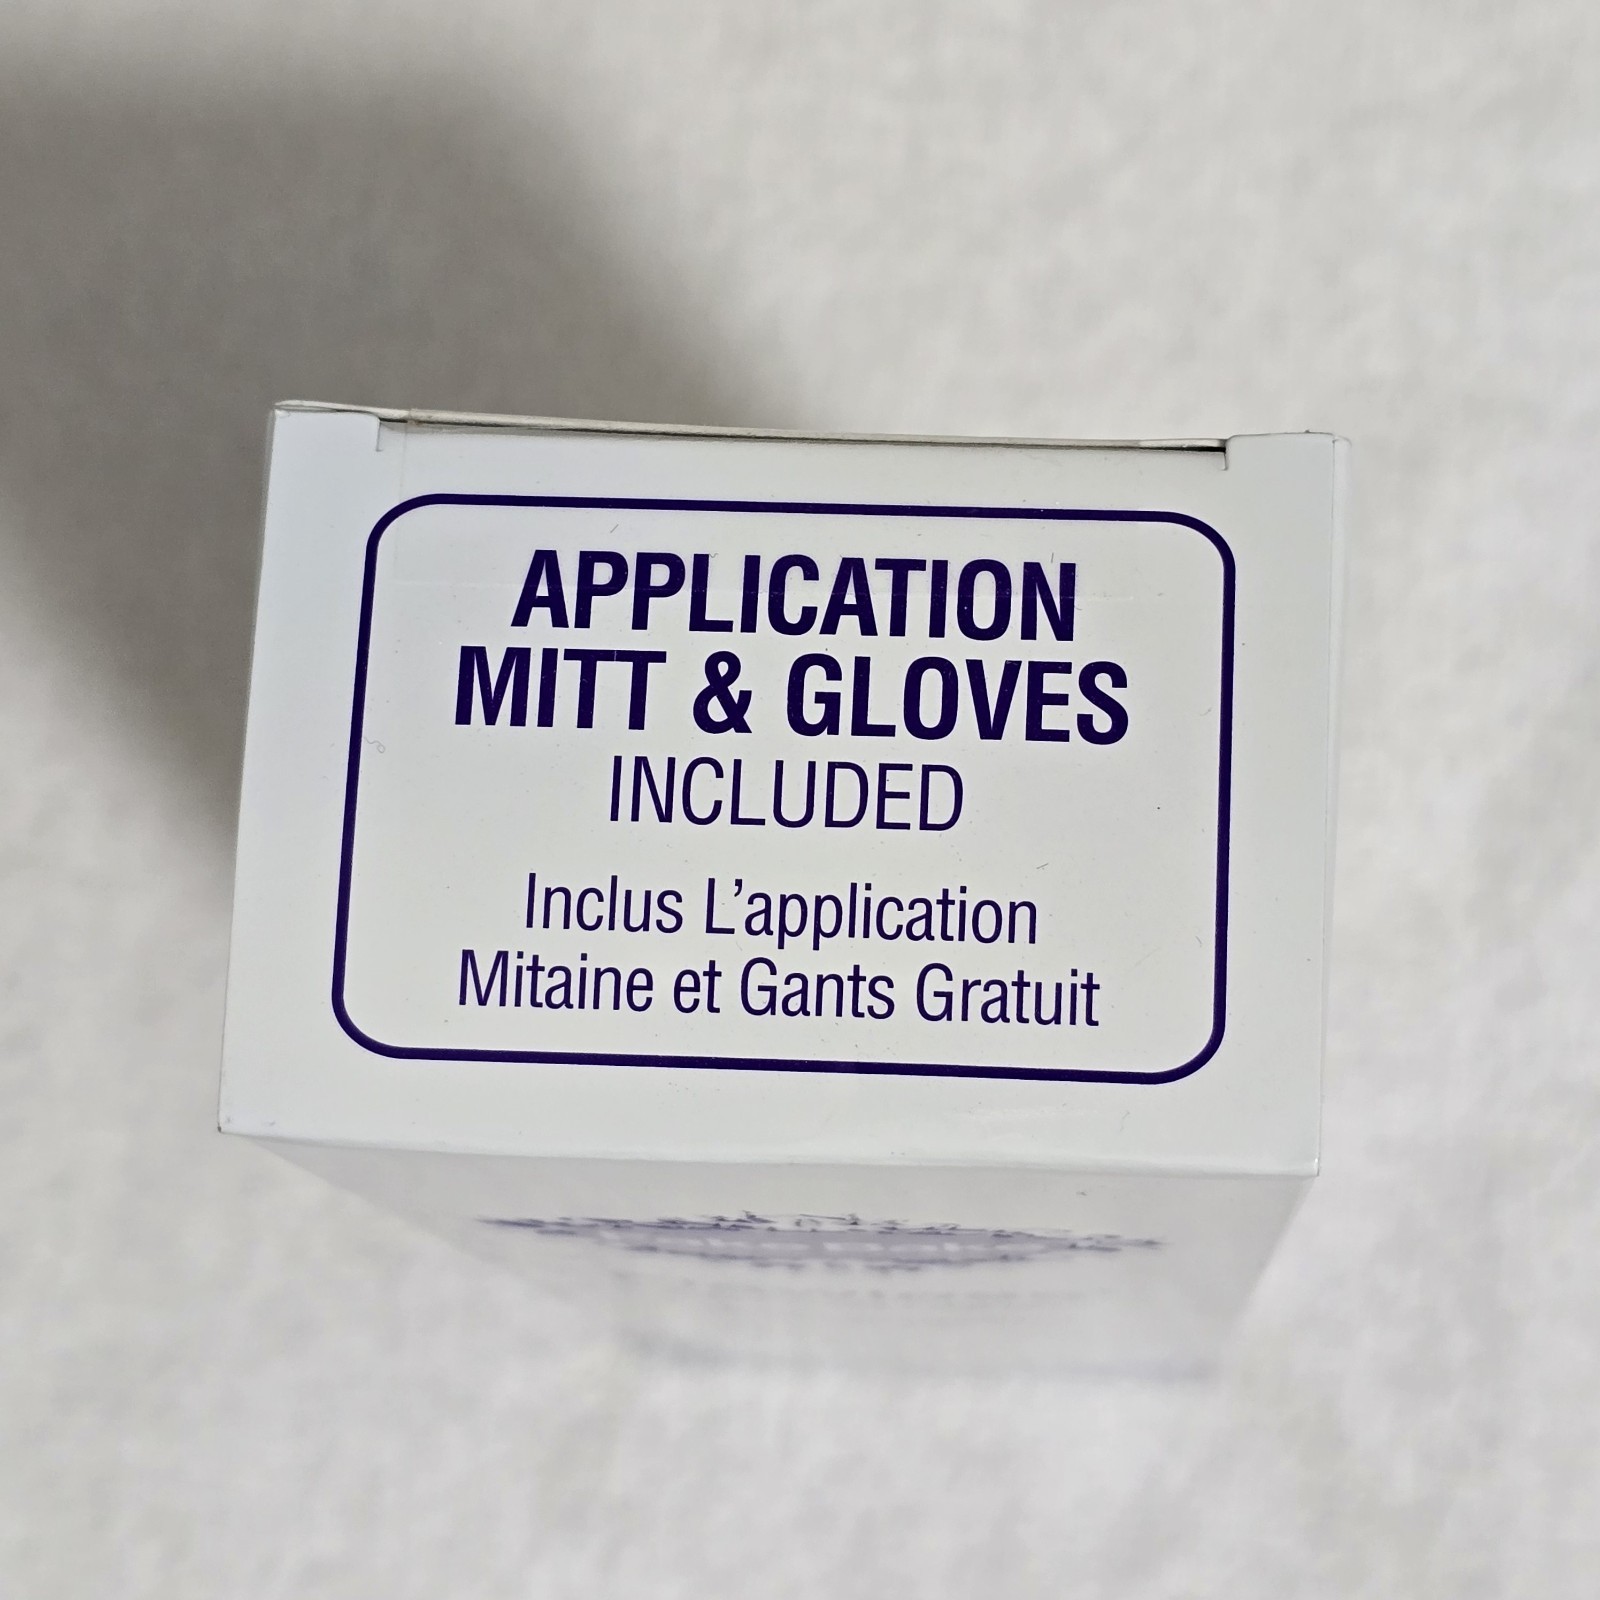 APPLICATION
MITT & GLOVES
INCLUDED
Inclus L'application
Mitaine et Gants Gratuit